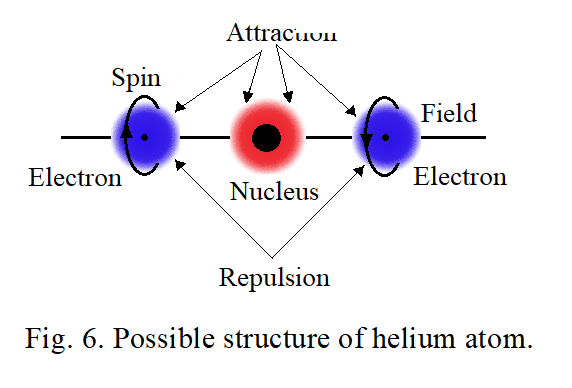 Attraction
Spin
Field
Electron
Nucleus
Electron
Repulsion
Fig. 6. Possible structure of helium atom.